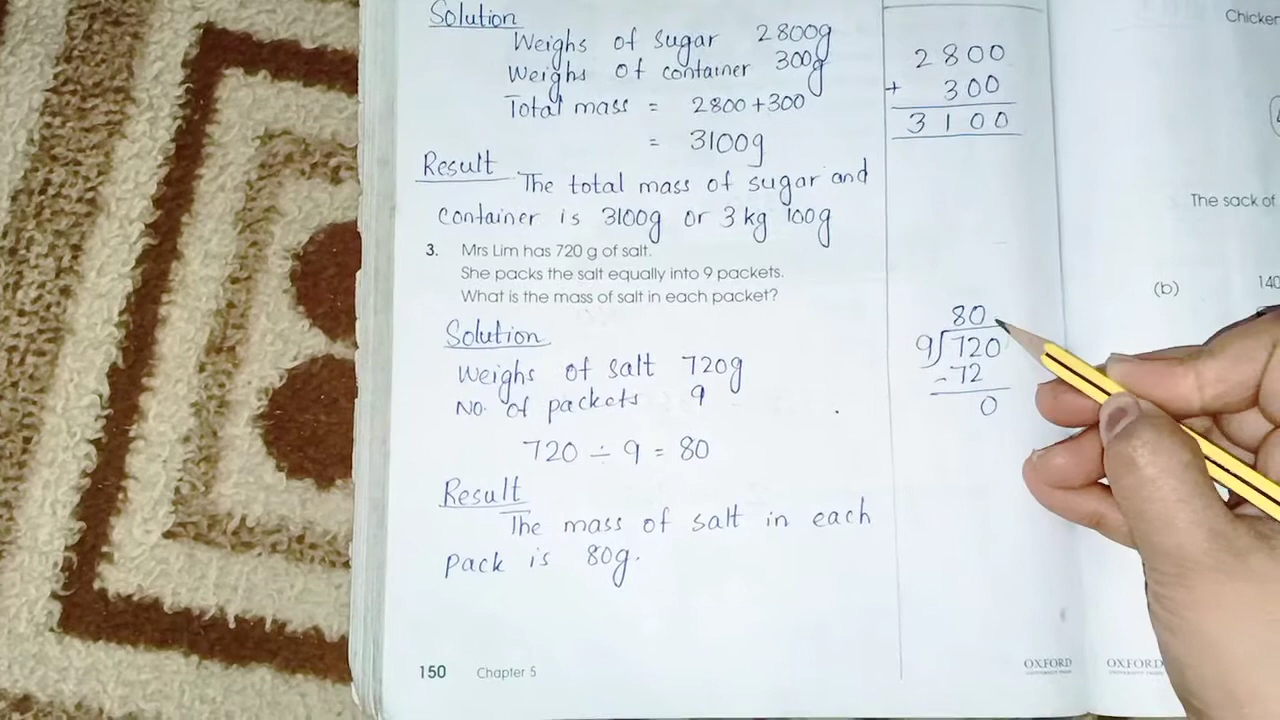 Solution
Weighs of sugar 2800g
Weighs of container 300g
Total mass = 2800+300
= 3100g
Result
The total mass of sugar and
container is 3100g or 3 kg 100g
2800
+ 300
3100
3. Mrs Lim has 720 g of salt.
She packs the salt equally into 9 packets.
What is the mass of salt in each packet?
Solution
Weighs of salt 720g
No. of packets 9
720 ÷ 9 = 80
Result
The mass of salt in each
pack is 80g.
80
9)720
-72
0
150 Chapter 5
OXFORD
Chicken
The sack of
(b) 140
OXFORD